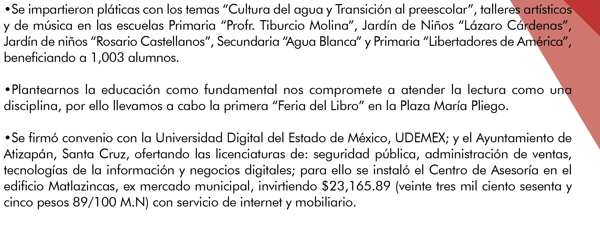 •Se impartieron pláticas con los temas “Cultura del agua y Transición al preescolar”, talleres artísticos
y de música en las escuelas Primaria “Profr. Tiburcio Molina”, Jardín de Niños “Lázaro Cárdenas”,
Jardín de niños “Rosario Castellanos”, Secundaria “Agua Blanca” y Primaria “Libertadores de América”,
beneficiando a 1,003 alumnos.
•Plantearnos la educación como fundamental nos compromete a atender la lectura como una
disciplina, por ello llevamos a cabo la primera “Feria del Libro” en la Plaza María Pliego.
•Se firmó convenio con la Universidad Digital del Estado de México, UDEMEX; y el Ayuntamiento de
Atizapán, Santa Cruz, ofertando las licenciaturas de: seguridad pública, administración de ventas,
tecnologías de la información y negocios digitales; para ello se instaló el Centro de Asesoría en el
edificio Matlazincas, ex mercado municipal, invirtiendo $23,165.89 (veinte tres mil ciento sesenta y
cinco pesos 89/100 M.N) con servicio de internet y mobiliario.